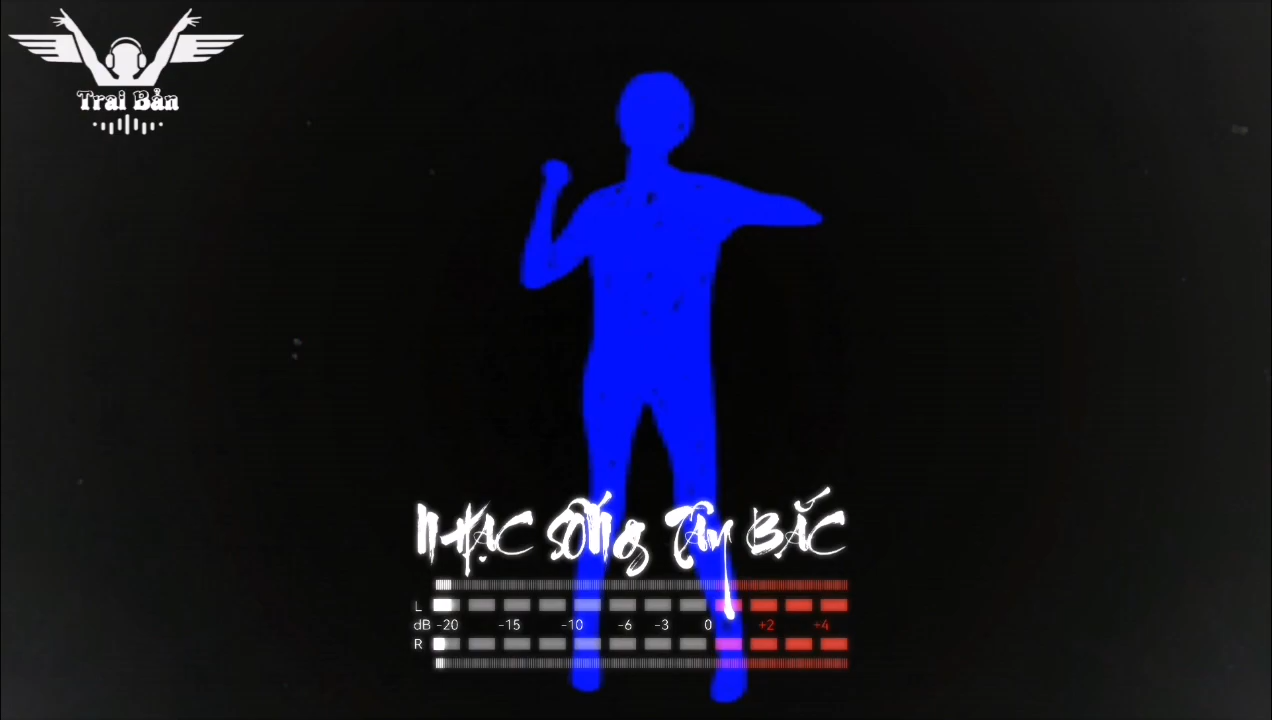 Trai Bản
NHẠC SỐNG TÂY BẮC
L
dB -20 -15 -10 -6 -3 0 +2 +4
R